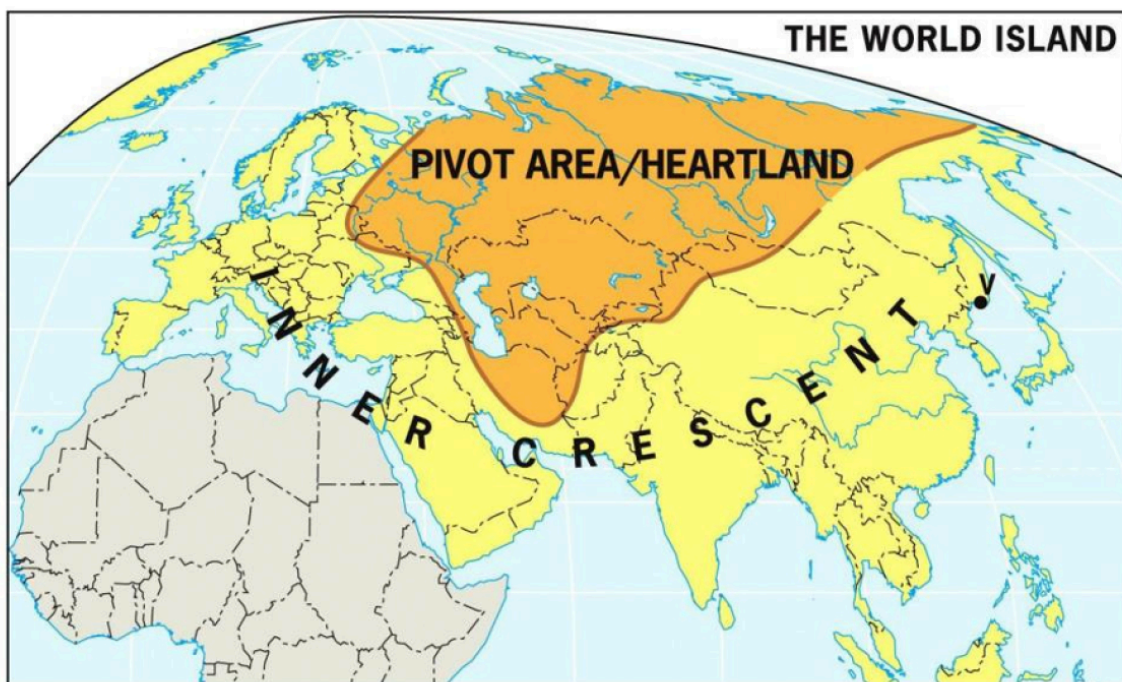 THE WORLD ISLAND
PIVOT AREA/HEARTLAND
V
INNER CRESCENT